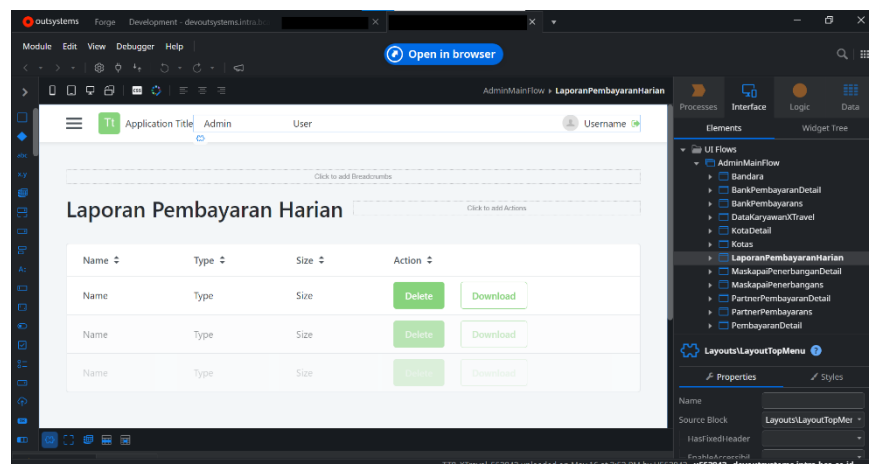 outsystems Forge Development - devoutsystems.intra.bc
Module Edit View Debugger Help
Open in browser
AdminMainFlow ▸ LaporanPembayaranHarian
Processes Interface Logic Data
Tt Application Title Admin User Username
Elements Widget Tree
UI Flows
AdminMainFlow
Bandara
BankPembayaranDetail
BankPembayarans
DataKaryawanXTravel
KotaDetail
Kotas
LaporanPembayaranHarian
MaskapaiPenerbanganDetail
MaskapaiPenerbangans
PartnerPembayaranDetail
PartnerPembayarans
PembayaranDetail
Click to add Breadcrumbs
Laporan Pembayaran Harian Click to add Actions
Name Type Size Action
Name Type Size Delete Download
Name Type Size Delete Download
Name Type Size Download
Layouts\LayoutTopMenu
Properties Styles
Name
Source Block Layouts\LayoutTopMer
HasFixedHeader